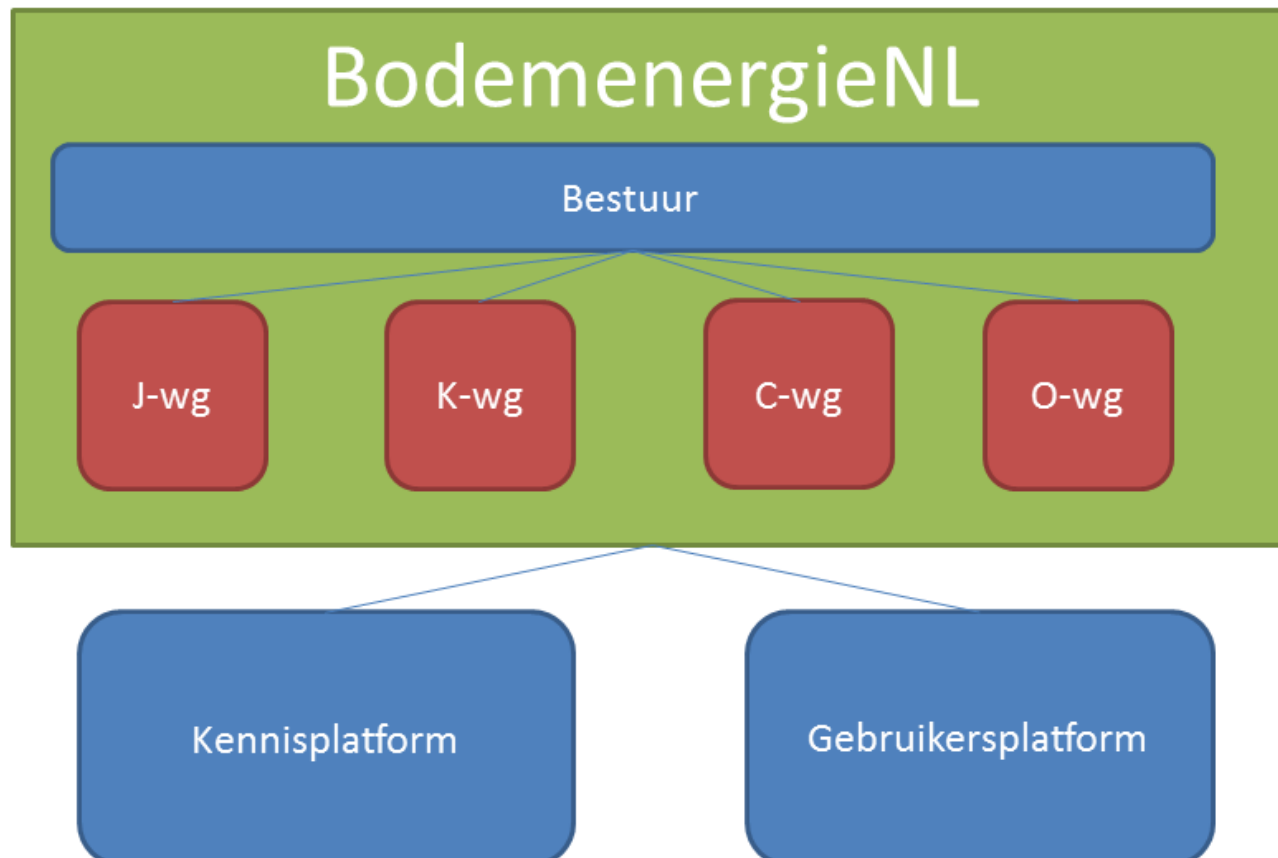 BodemenergieNL
Bestuur
J-wg
K-wg
C-wg
O-wg
Kennisplatform
Gebruikersplatform